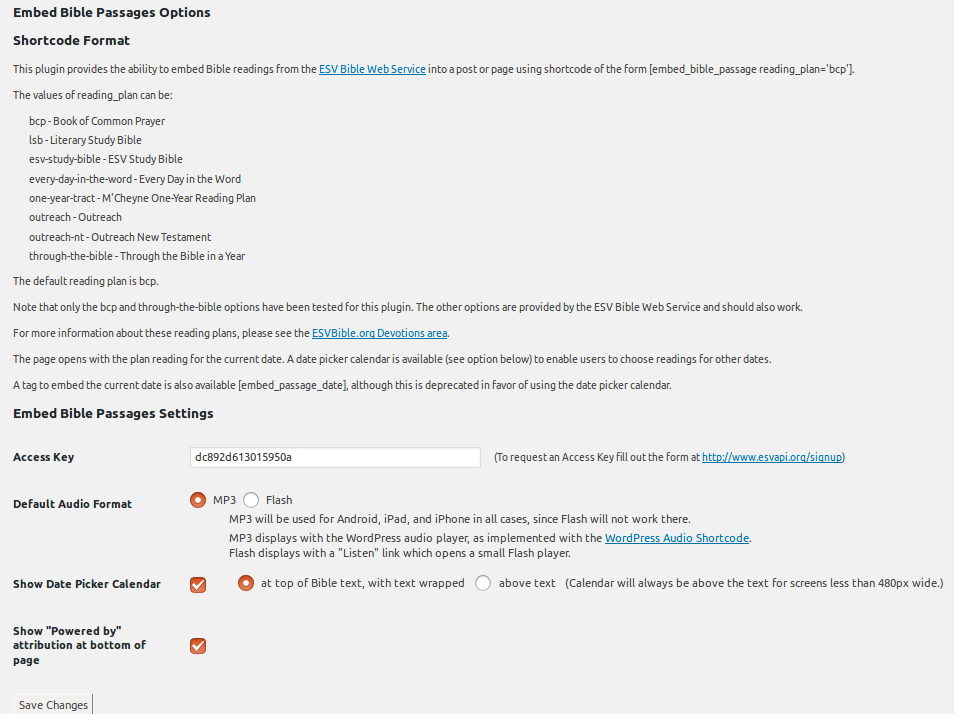 Embed Bible Passages Options
Shortcode Format
This plugin provides the ability to embed Bible readings from the ESV Bible Web Service into a post or page using shortcode of the form [embed_bible_passage reading_plan='bcp'].
The values of reading_plan can be:
bcp - Book of Common Prayer
lsb - Literary Study Bible
esv-study-bible - ESV Study Bible
every-day-in-the-word - Every Day in the Word
one-year-tract - M'Cheyne One-Year Reading Plan
outreach - Outreach
outreach-nt - Outreach New Testament
through-the-bible - Through the Bible in a Year
The default reading plan is bcp.
Note that only the bcp and through-the-bible options have been tested for this plugin. The other options are provided by the ESV Bible Web Service and should also work.
For more information about these reading plans, please see the ESVBible.org Devotions area.
The page opens with the plan reading for the current date. A date picker calendar is available (see option below) to enable users to choose readings for other dates.
A tag to embed the current date is also available [embed_passage_date], although this is deprecated in favor of using the date picker calendar.
Embed Bible Passages Settings
Access Key dc892d613015950a (To request an Access Key fill out the form at http://www.esvapi.org/signup)
Default Audio Format MP3 Flash
MP3 will be used for Android, iPad, and iPhone in all cases, since Flash will not work there.
MP3 displays with the WordPress audio player, as implemented with the WordPress Audio Shortcode.
Flash displays with a "Listen" link which opens a small Flash player.
Show Date Picker Calendar at top of Bible text, with text wrapped above text (Calendar will always be above the text for screens less than 480px wide.)
Show "Powered by"
attribution at bottom of
page
Save Changes